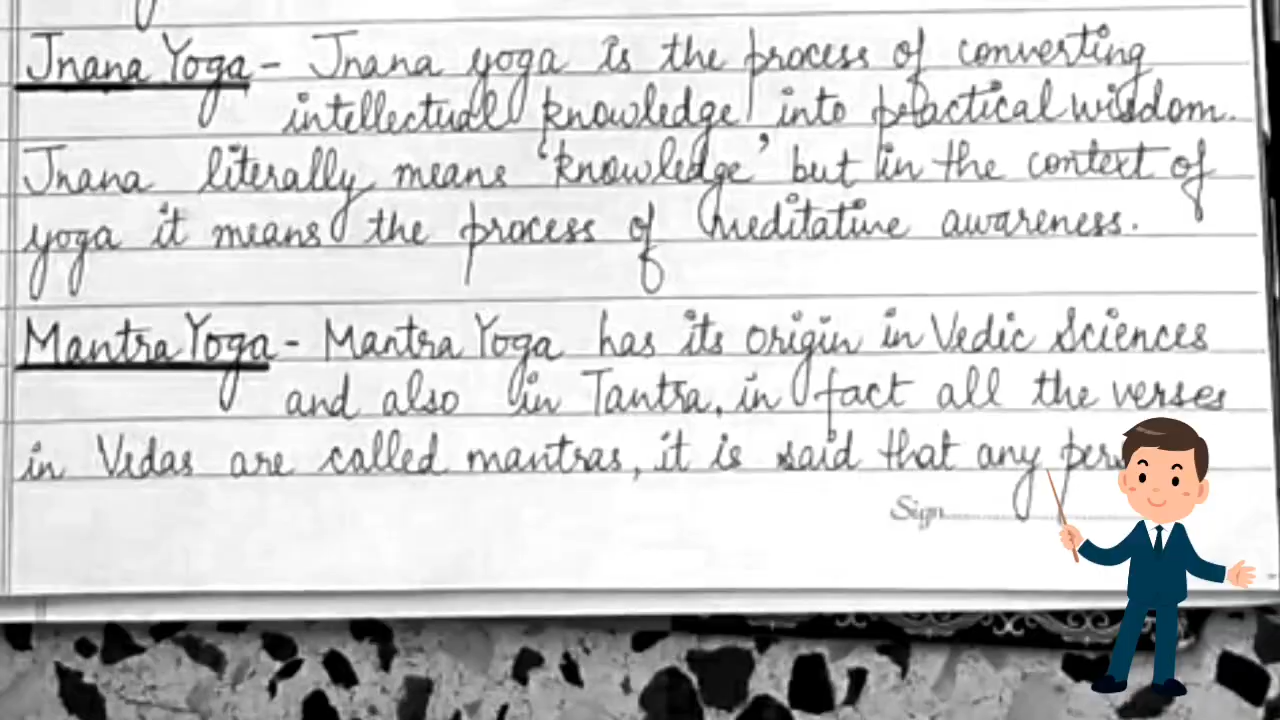 Jnana Yoga - Jnana yoga is the process of converting
intellectual knowledge into practical wisdom.
Jnana literally means 'knowledge' but in the context of
yoga it means the process of meditative awareness.
Mantra Yoga - Mantra Yoga has its origin in Vedic Sciences
and also in Tantra, in fact all the verses
in Vedas are called mantras, it is said that any
Sign